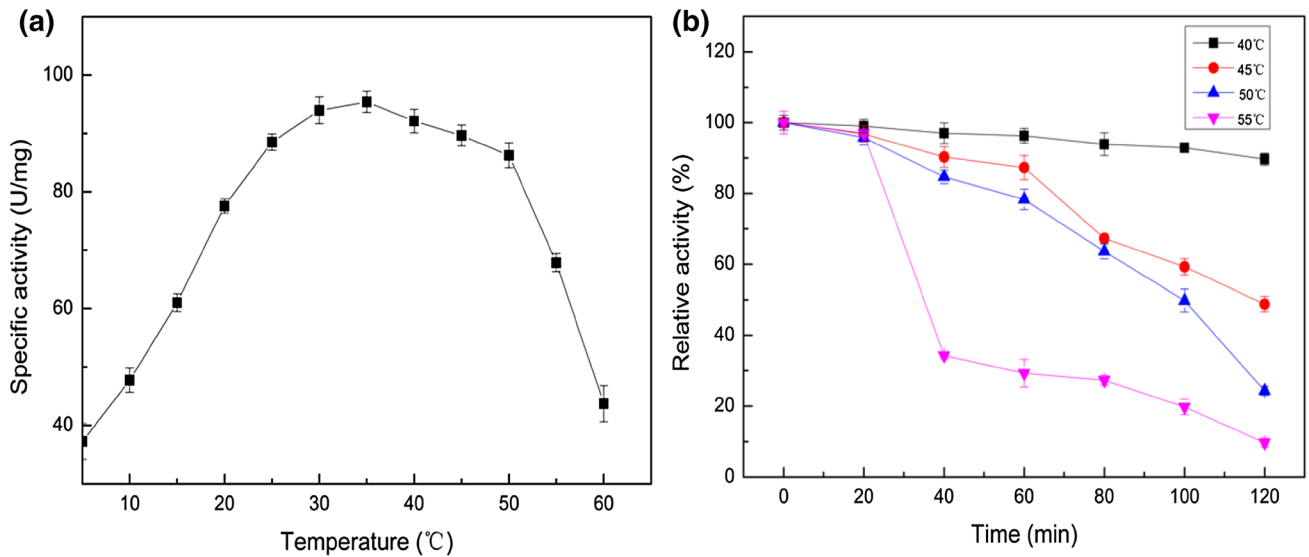 (a)
100
80
60
40
Specific activity (U/mg)
10 20 30 40 50 60
Temperature (℃)
(b)
120
100
80
60
40
20
0
Relative activity (%)
40℃
45℃
50℃
55℃
0 20 40 60 80 100 120
Time (min)